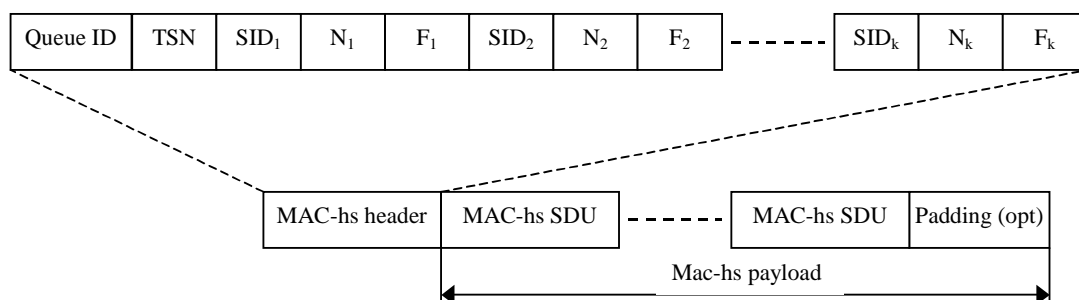 Queue ID TSN SID₁ N₁ F₁ SID₂ N₂ F₂ SIDₖ Nₖ Fₖ
MAC-hs header MAC-hs SDU MAC-hs SDU Padding (opt)
Mac-hs payload